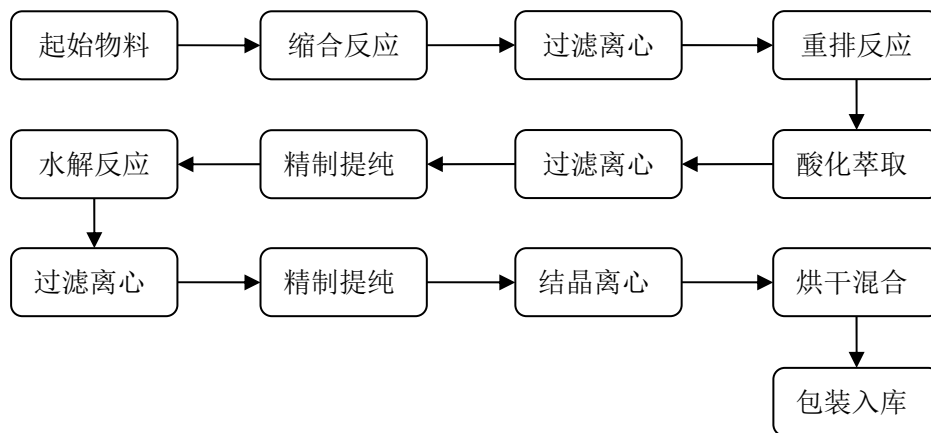 起始物料
缩合反应
过滤离心
重排反应
酸化萃取
过滤离心
精制提纯
水解反应
过滤离心
精制提纯
结晶离心
烘干混合
包装入库